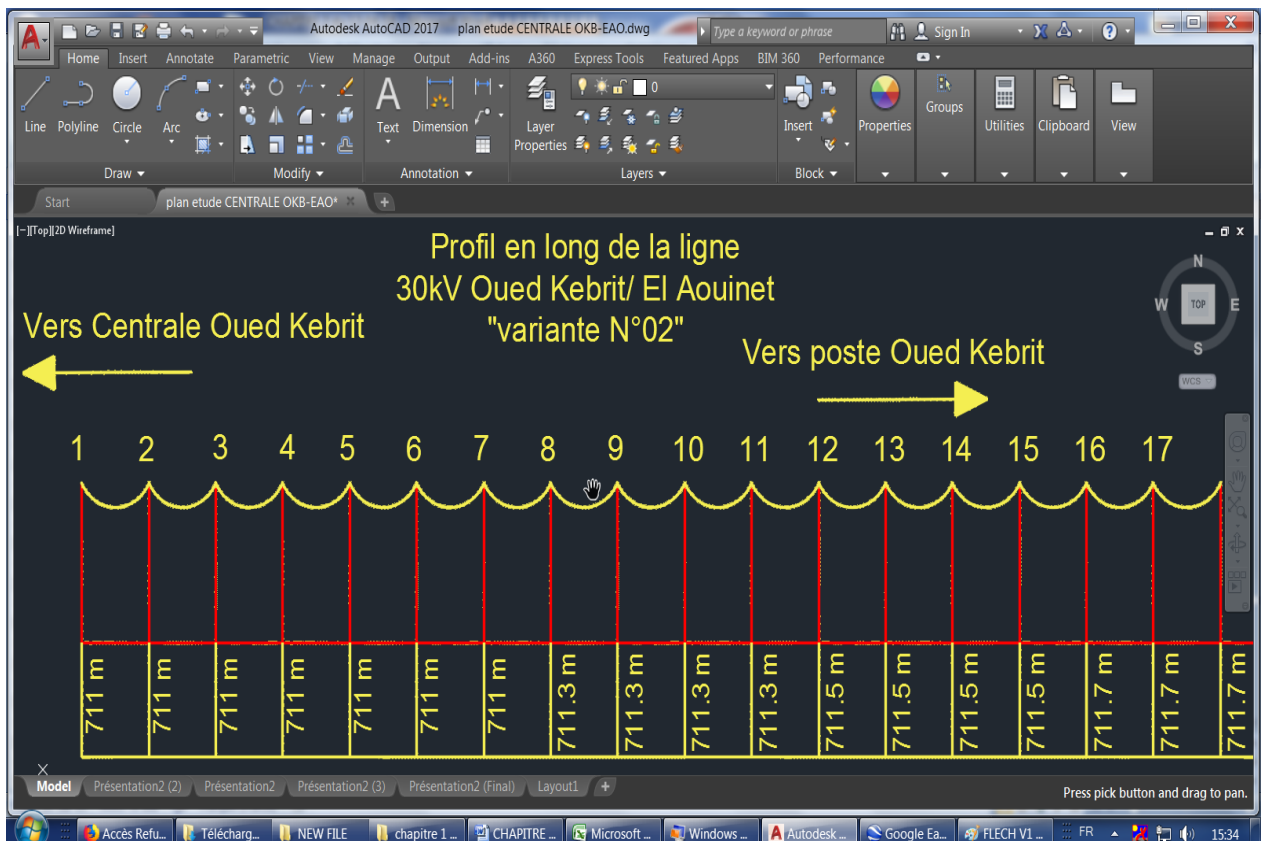 Autodesk AutoCAD 2017 plan etude CENTRALE OKB-EAO.dwg Type a keyword or phrase Sign In
Home Insert Annotate Parametric View Manage Output Add-ins A360 Express Tools Featured Apps BIM 360 Performance
0
Line Polyline Circle Arc Text Dimension Layer Properties Insert Properties Groups Utilities Clipboard View
Draw Modify Annotation Layers Block
Start plan etude CENTRALE OKB-EAO*
[−][Top][2D Wireframe]
Profil en long de la ligne
30kV Oued Kebrit/ El Aouinet
"variante N°02"
Vers Centrale Oued Kebrit
Vers poste Oued Kebrit
N
W TOP E
S
WCS
1 2 3 4 5 6 7 8 9 10 11 12 13 14 15 16 17
711 m 711 m 711 m 711 m 711 m 711 m 711 m 711.3 m 711.3 m 711.3 m 711.3 m 711.5 m 711.5 m 711.5 m 711.5 m 711.7 m 711.7 m 711.7 m
X
Model Présentation2 (2) Présentation2 Présentation2 (3) Présentation2 (Final) Layout1
Press pick button and drag to pan.
Accès Refu... Télécharg... NEW FILE chapitre 1 ... CHAPITRE ... Microsoft ... Windows ... Autodesk ... Google Ea... FLECH V1 ... FR 15:34